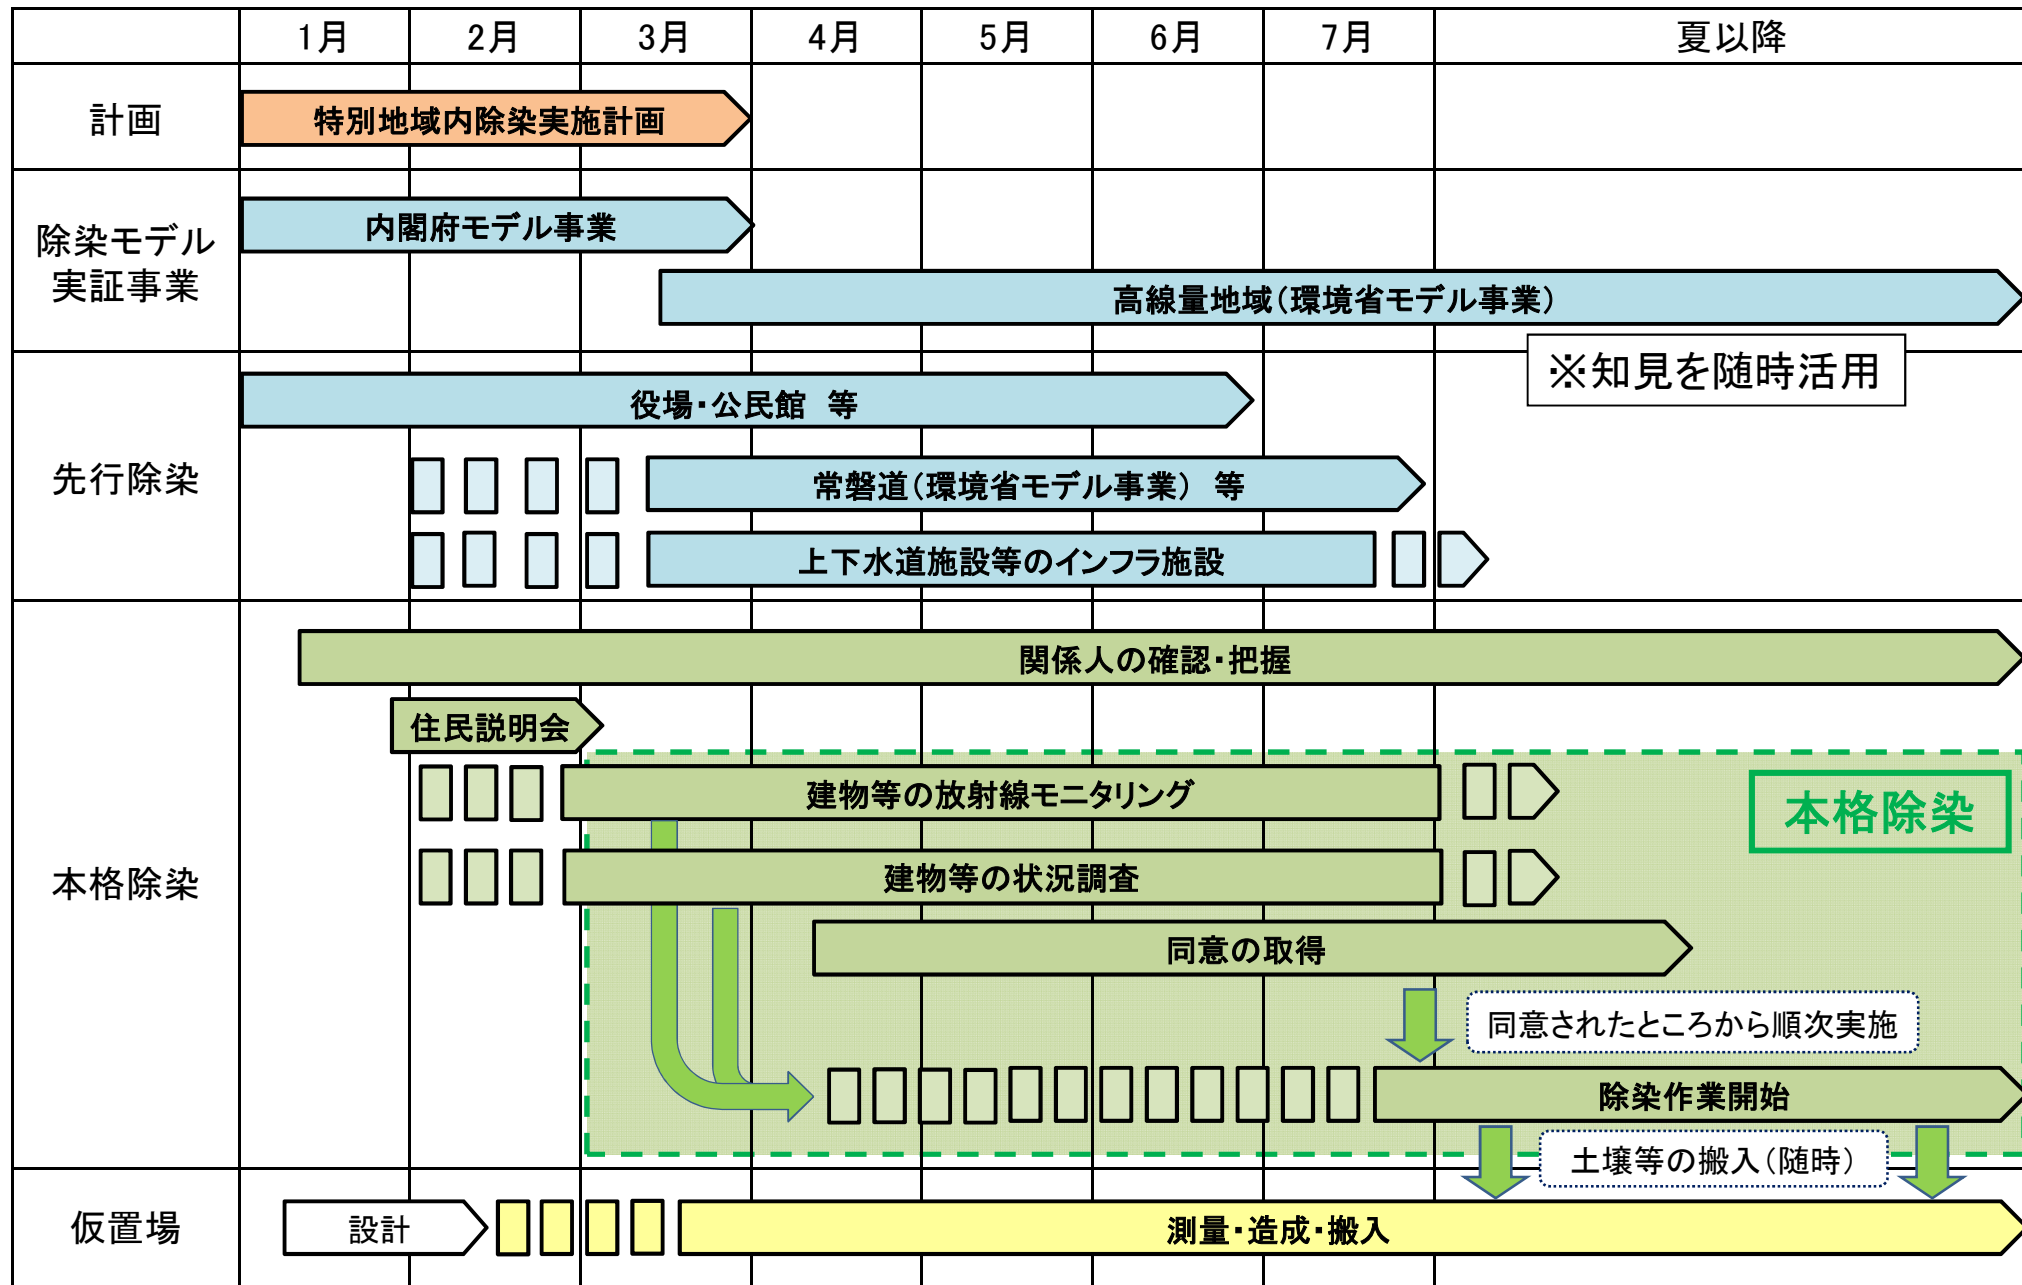 1月 2月 3月 4月 5月 6月 7月 夏以降
計画
特別地域内除染実施計画
除染モデル
実証事業
内閣府モデル事業
高線量地域(環境省モデル事業)
※知見を随時活用
先行除染
役場・公民館 等
常磐道(環境省モデル事業) 等
上下水道施設等のインフラ施設
本格除染
関係人の確認・把握
住民説明会
建物等の放射線モニタリング
本格除染
建物等の状況調査
同意の取得
同意されたところから順次実施
除染作業開始
土壌等の搬入(随時)
仮置場
設計
測量・造成・搬入